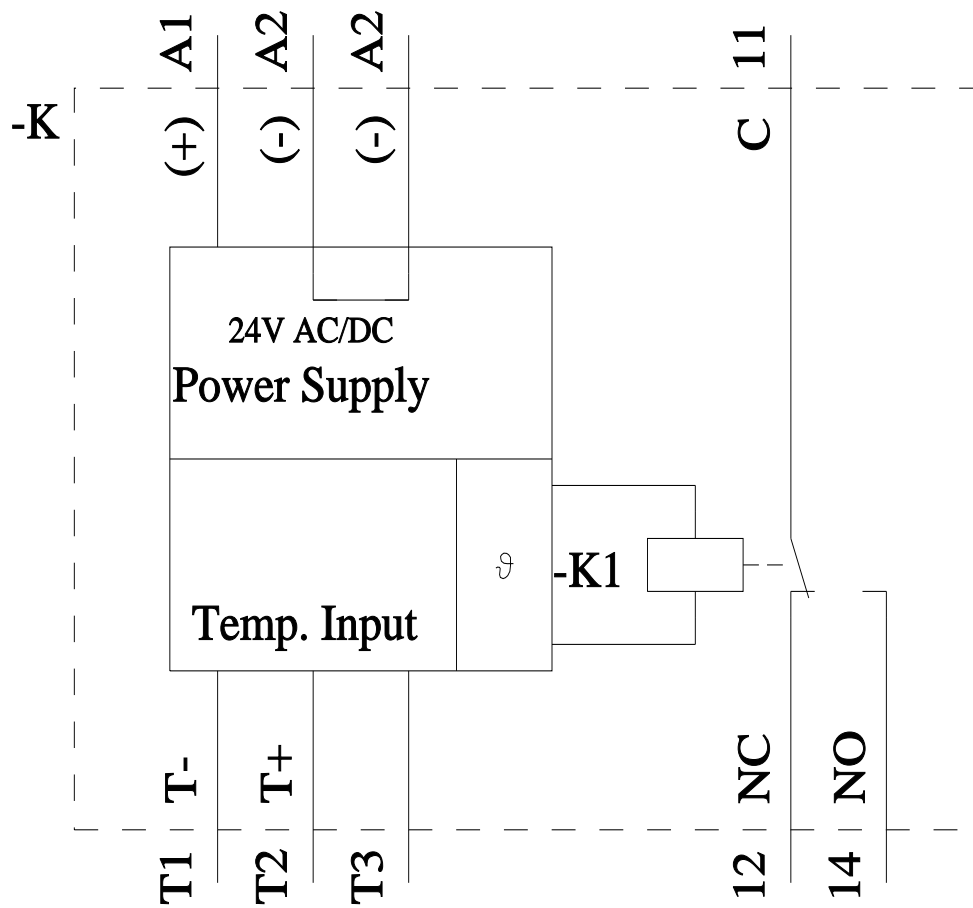 A1
A2
A2
11
-K
(+)
(-)
(-)
C
24V AC/DC
Power Supply
ϑ
-K1
Temp. Input
T-
T+
NC
NO
T1
T2
T3
12
14